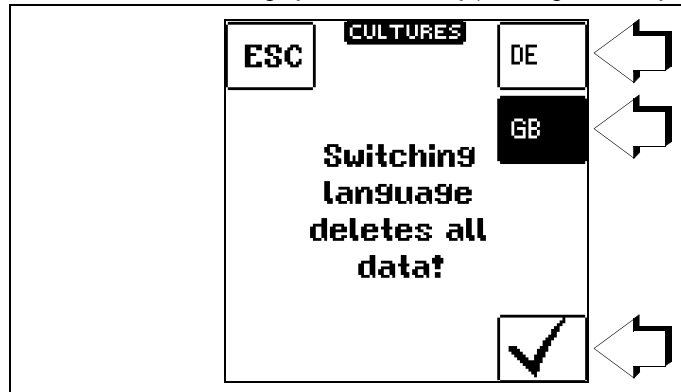 CULTURES
ESC
DE
GB
Switching
language
deletes all
data!